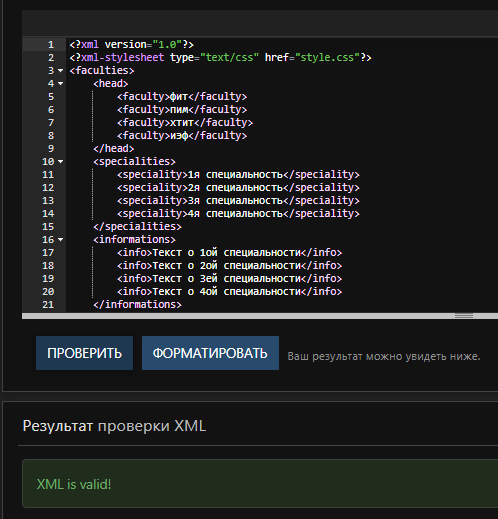 1 <?xml version="1.0"?>
2 <?xml-stylesheet type="text/css" href="style.css"?>
3 <faculties>
4 <head>
5 <faculty>фит</faculty>
6 <faculty>пим</faculty>
7 <faculty>хтит</faculty>
8 <faculty>иэф</faculty>
9 </head>
10 <specialities>
11 <speciality>1я специальность</speciality>
12 <speciality>2я специальность</speciality>
13 <speciality>3я специальность</speciality>
14 <speciality>4я специальность</speciality>
15 </specialities>
16 <informations>
17 <info>Текст о 1ой специальности</info>
18 <info>Текст о 2ой специальности</info>
19 <info>Текст о 3ей специальности</info>
20 <info>Текст о 4ой специальности</info>
21 </informations>
ПРОВЕРИТЬ ФОРМАТИРОВАТЬ Ваш результат можно увидеть ниже.
Результат проверки XML
XML is valid!